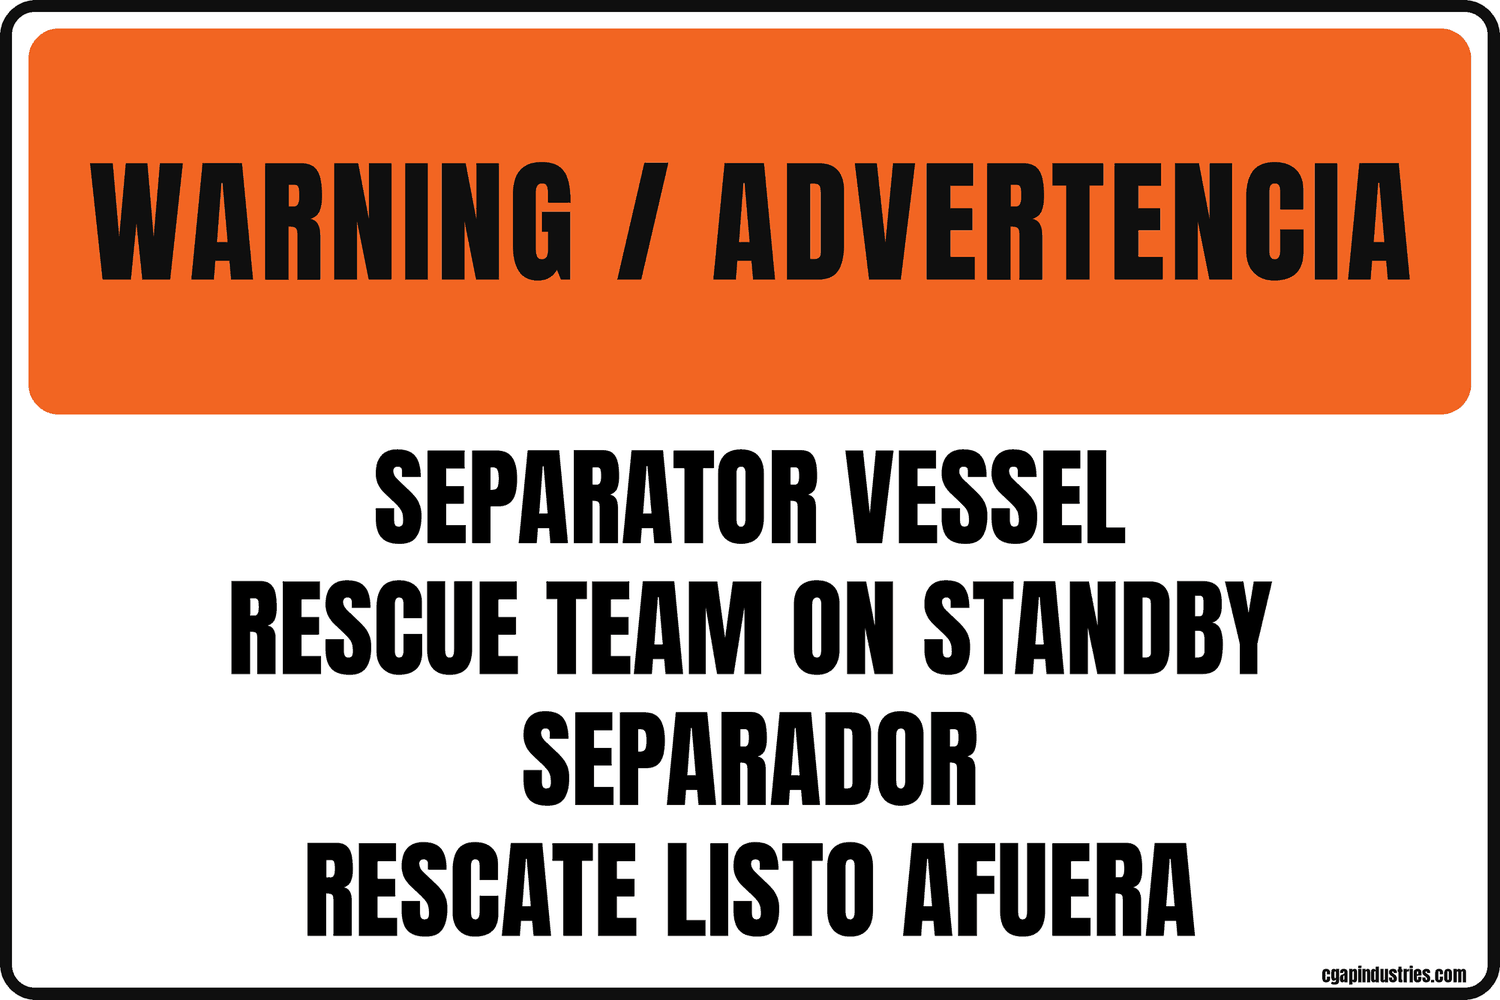 WARNING / ADVERTENCIA
SEPARATOR VESSEL
RESCUE TEAM ON STANDBY
SEPARADOR
RESCATE LISTO AFUERA
cgapindustries.com